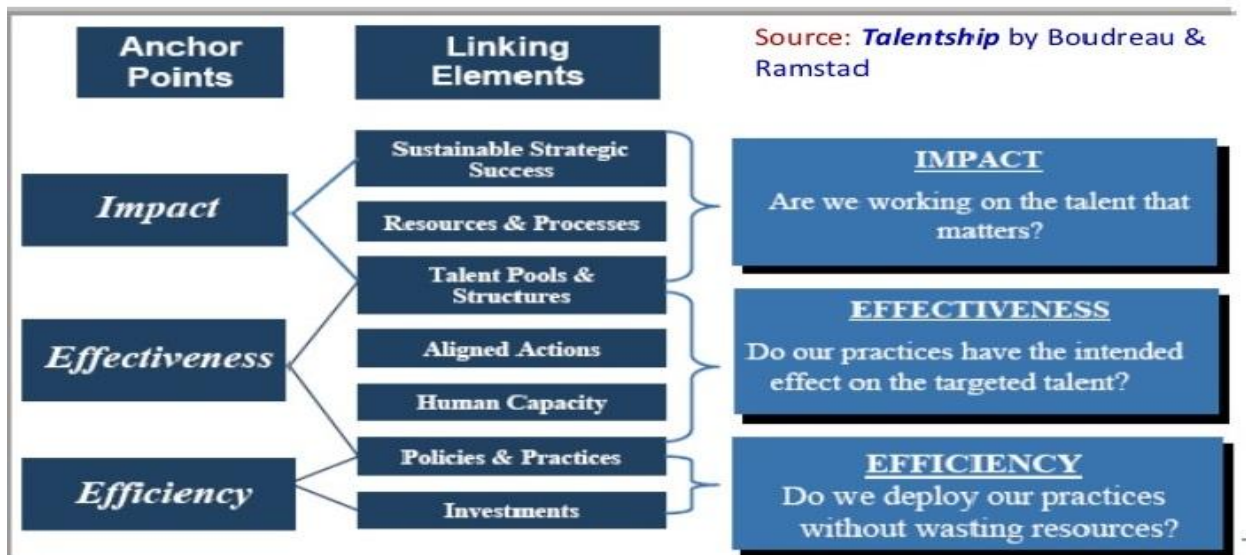 Anchor
Points
Linking
Elements
Source: Talentship by Boudreau &
Ramstad
Impact
Effectiveness
Efficiency
Sustainable Strategic
Success
Resources & Processes
Talent Pools &
Structures
Aligned Actions
Human Capacity
Policies & Practices
Investments
IMPACT
Are we working on the talent that
matters?
EFFECTIVENESS
Do our practices have the intended
effect on the targeted talent?
EFFICIENCY
Do we deploy our practices
without wasting resources?